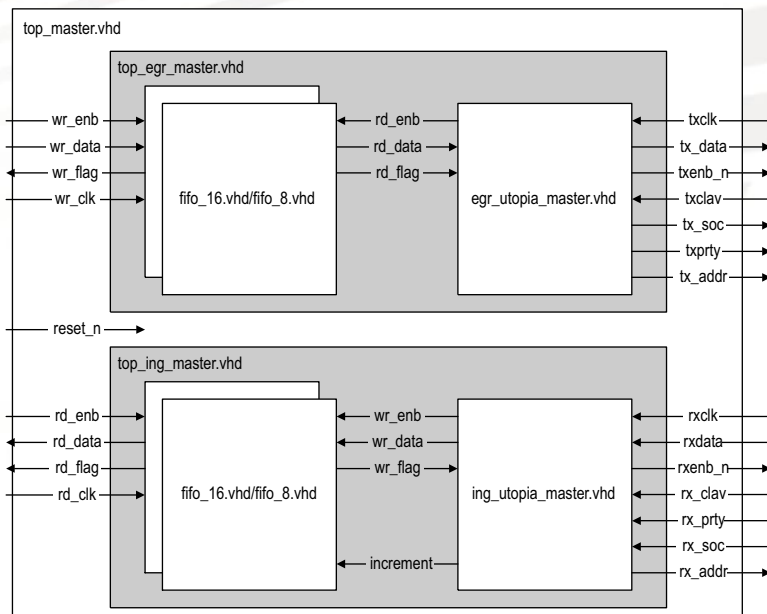 top_master.vhd
top_egr_master.vhd
wr_enb
wr_data
wr_flag
wr_clk
fifo_16.vhd/fifo_8.vhd
rd_enb
rd_data
rd_flag
egr_utopia_master.vhd
txclk
tx_data
txenb_n
txclav
tx_soc
txprty
tx_addr
reset_n
top_ing_master.vhd
rd_enb
rd_data
rd_flag
rd_clk
fifo_16.vhd/fifo_8.vhd
wr_enb
wr_data
wr_flag
increment
ing_utopia_master.vhd
rxclk
rxdata
rxenb_n
rx_clav
rx_prty
rx_soc
rx_addr